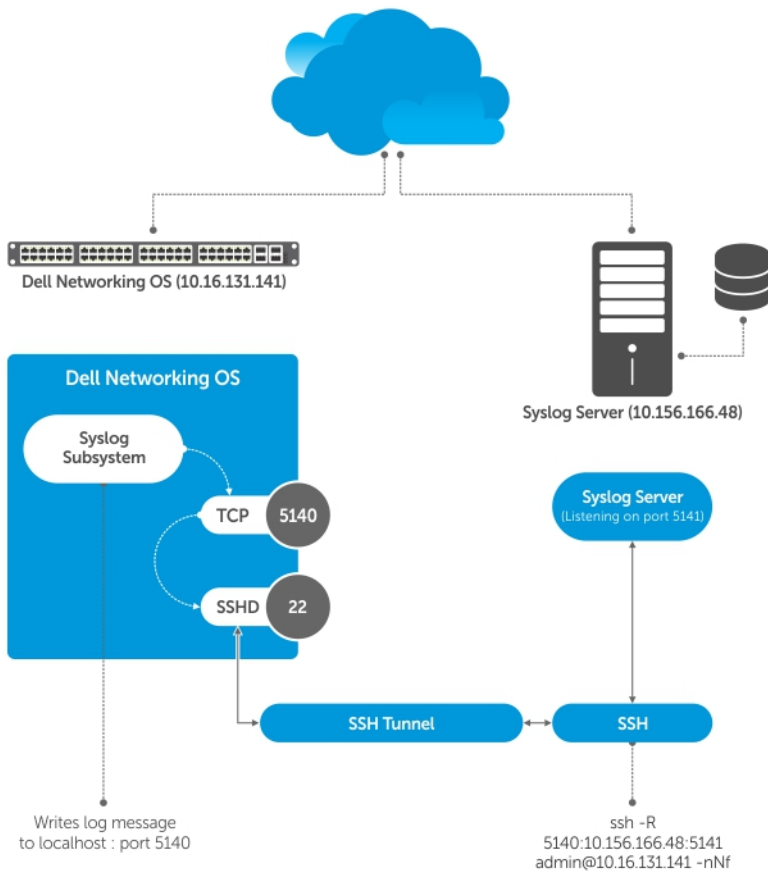 Dell Networking OS (10.16.131.141)
Syslog Server (10.156.166.48)
Dell Networking OS
Syslog
Subsystem
TCP
5140
SSHD
22
Syslog Server
(Listening on port 5141)
SSH Tunnel
SSH
Writes log message
to localhost : port 5140
ssh -R
5140:10.156.166.48:5141
admin@10.16.131.141 -nNf